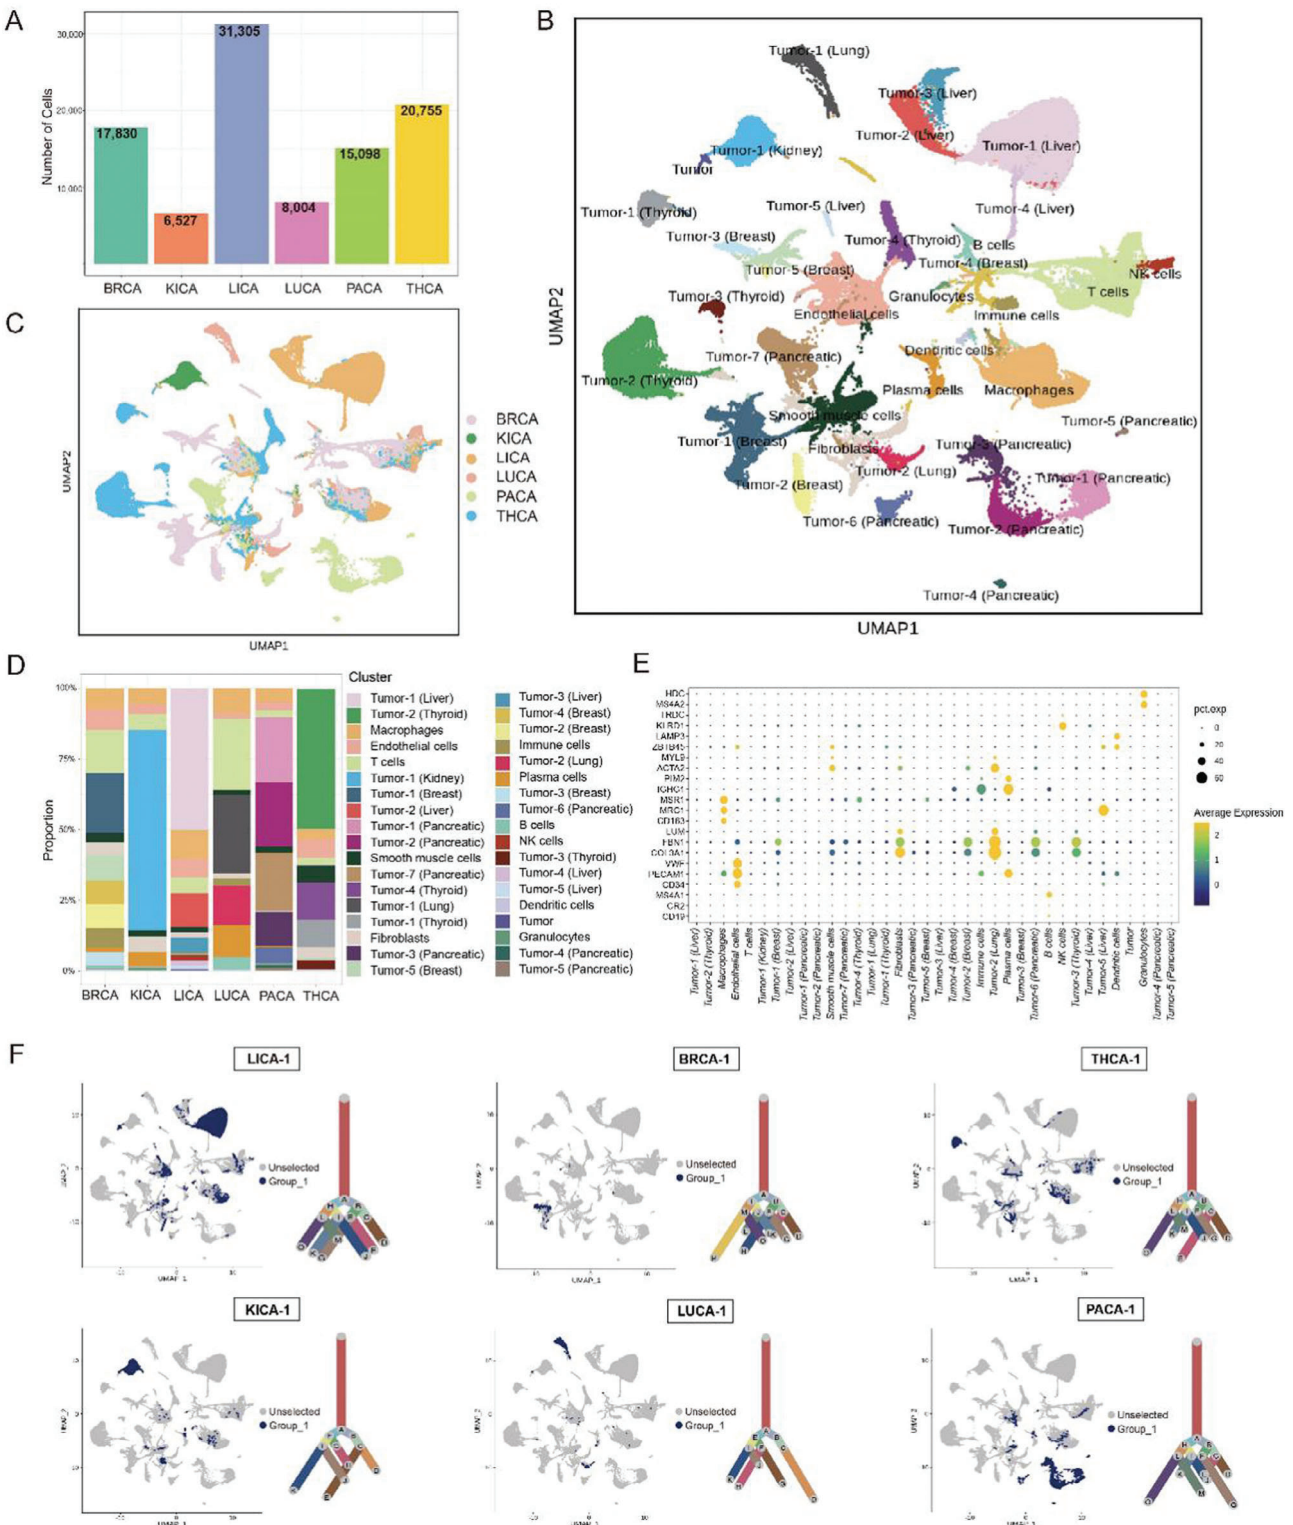 A
Number of Cells
30,000
20,000
10,000
17,830
6,527
31,305
8,004
15,098
20,755
BRCA KICA LICA LUCA PACA THCA
B
UMAP2
UMAP1
Tumor-1 (Lung)
Tumor-3 (Liver)
Tumor-2 (Liver)
Tumor-1 (Liver)
Tumor-1 (Kidney)
Tumor
Tumor-1 (Thyroid)
Tumor-5 (Liver)
Tumor-4 (Liver)
Tumor-3 (Breast)
Tumor-4 (Thyroid)
B cells
Tumor-5 (Breast)
Tumor-4 (Breast)
NK cells
T cells
Tumor-3 (Thyroid)
Granulocytes
Endothelial cells
Immune cells
Tumor-7 (Pancreatic)
Dendritic cells
Tumor-2 (Thyroid)
Plasma cells
Macrophages
Smooth muscle cells
Tumor-5 (Pancreatic)
Tumor-1 (Breast)
Fibroblasts
Tumor-3 (Pancreatic)
Tumor-2 (Lung)
Tumor-1 (Pancreatic)
Tumor-2 (Breast)
Tumor-6 (Pancreatic)
Tumor-2 (Pancreatic)
Tumor-4 (Pancreatic)
C
UMAP2
UMAP1
BRCA
KICA
LICA
LUCA
PACA
THCA
D
Proportion
100%
75%
50%
25%
0%
BRCA KICA LICA LUCA PACA THCA
Cluster
Tumor-1 (Liver)
Tumor-2 (Thyroid)
Macrophages
Endothelial cells
T cells
Tumor-1 (Kidney)
Tumor-1 (Breast)
Tumor-2 (Liver)
Tumor-1 (Pancreatic)
Tumor-2 (Pancreatic)
Smooth muscle cells
Tumor-7 (Pancreatic)
Tumor-4 (Thyroid)
Tumor-1 (Lung)
Tumor-1 (Thyroid)
Fibroblasts
Tumor-3 (Pancreatic)
Tumor-5 (Breast)
Tumor-3 (Liver)
Tumor-4 (Breast)
Tumor-2 (Breast)
Immune cells
Tumor-2 (Lung)
Plasma cells
Tumor-3 (Breast)
Tumor-6 (Pancreatic)
B cells
NK cells
Tumor-3 (Thyroid)
Tumor-4 (Liver)
Tumor-5 (Liver)
Dendritic cells
Tumor
Granulocytes
Tumor-4 (Pancreatic)
Tumor-5 (Pancreatic)
E
HDC
MS4A2
TRDC
KLRD1
LAMP3
ZBTB45
MYL9
ACTA2
PIM2
IGHG1
MSR1
MRC1
CD163
LUM
FBN1
COL3A1
VWF
PECAM1
CD34
MS4A1
CR2
CD19
Tumor-1 (Liver)
Tumor-2 (Thyroid)
Macrophages
Endothelial cells
T cells
Tumor-1 (Kidney)
Tumor-1 (Breast)
Tumor-2 (Liver)
Tumor-1 (Pancreatic)
Tumor-2 (Pancreatic)
Smooth muscle cells
Tumor-7 (Pancreatic)
Tumor-4 (Thyroid)
Tumor-1 (Lung)
Tumor-1 (Thyroid)
Fibroblasts
Tumor-3 (Pancreatic)
Tumor-5 (Breast)
Tumor-3 (Liver)
Tumor-4 (Breast)
Tumor-2 (Breast)
Immune cells
Tumor-2 (Lung)
Plasma cells
Tumor-3 (Breast)
Tumor-6 (Pancreatic)
B cells
NK cells
Tumor-3 (Thyroid)
Tumor-4 (Liver)
Tumor-5 (Liver)
Dendritic cells
Tumor
Granulocytes
Tumor-4 (Pancreatic)
Tumor-5 (Pancreatic)
pct.exp
0
20
40
60
Average Expression
2
1
0
F
LICA-1
Unselected
Group_1
UMAP_1
BRCA-1
Unselected
Group_1
UMAP_1
THCA-1
Unselected
Group_1
UMAP_2
UMAP_1
KICA-1
Unselected
Group_1
UMAP_1
LUCA-1
Unselected
Group_1
UMAP_2
UMAP_1
PACA-1
Unselected
Group_1
UMAP_2
UMAP_1